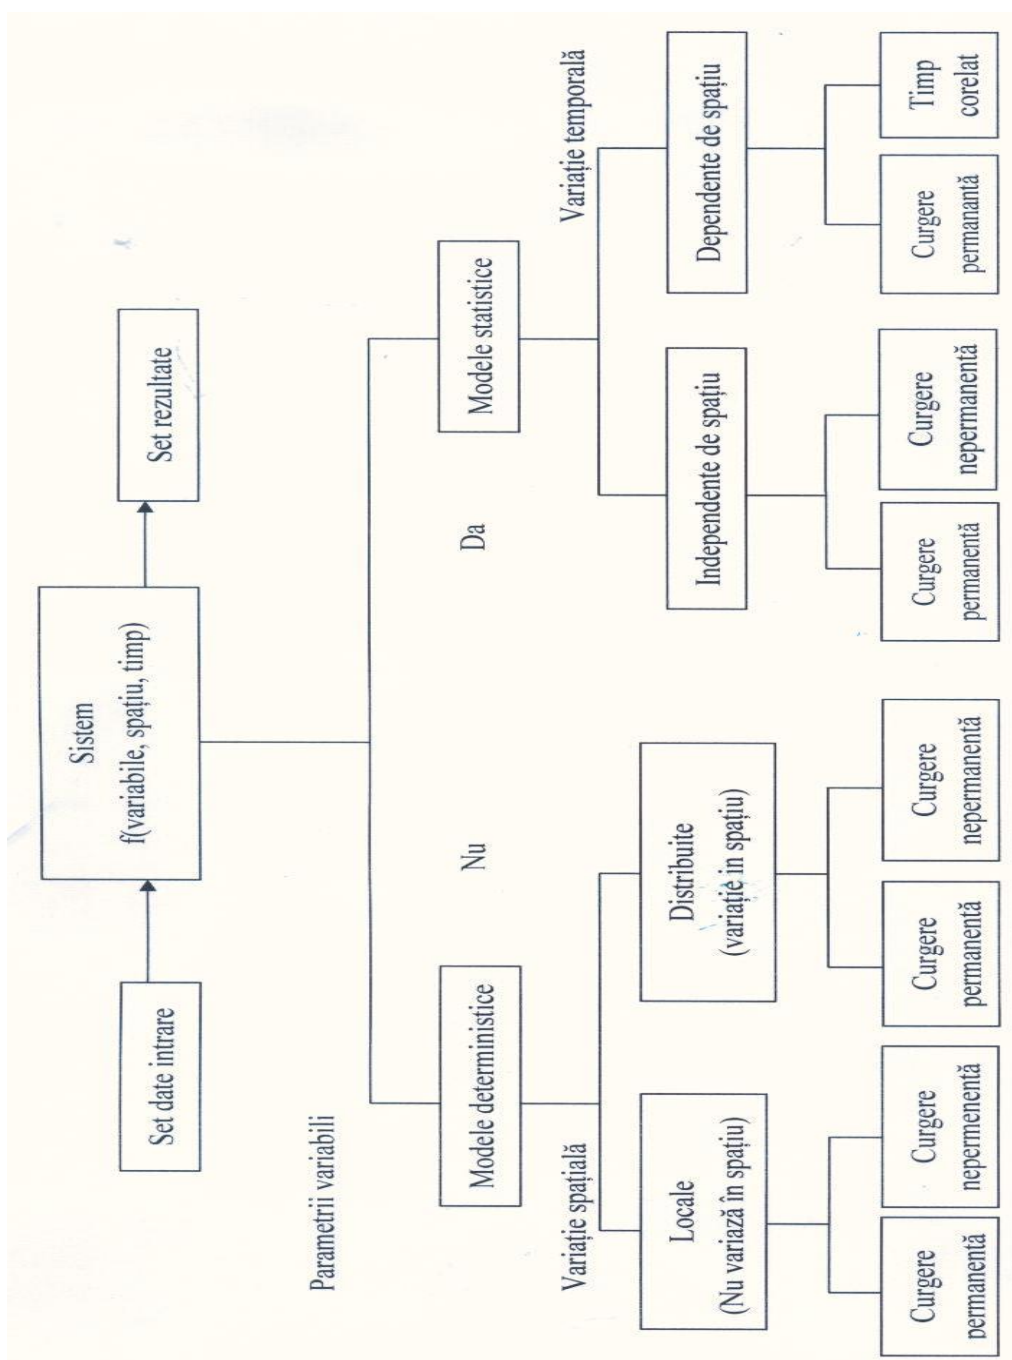 Sistem
f(variabile, spațiu, timp)
Set date intrare
Set rezultate
Parametrii variabili
Nu
Da
Modele deterministice
Modele statistice
Variație spațială
Variație temporală
Locale
(Nu variază în spațiu)
Distribuite
(variație in spațiu)
Independente de spațiu
Dependente de spațiu
Curgere
permanentă
Curgere
nepermenentă
Curgere
permanentă
Curgere
nepermanentă
Curgere
permanentă
Curgere
nepermanentă
Curgere
permanantă
Timp
corelat